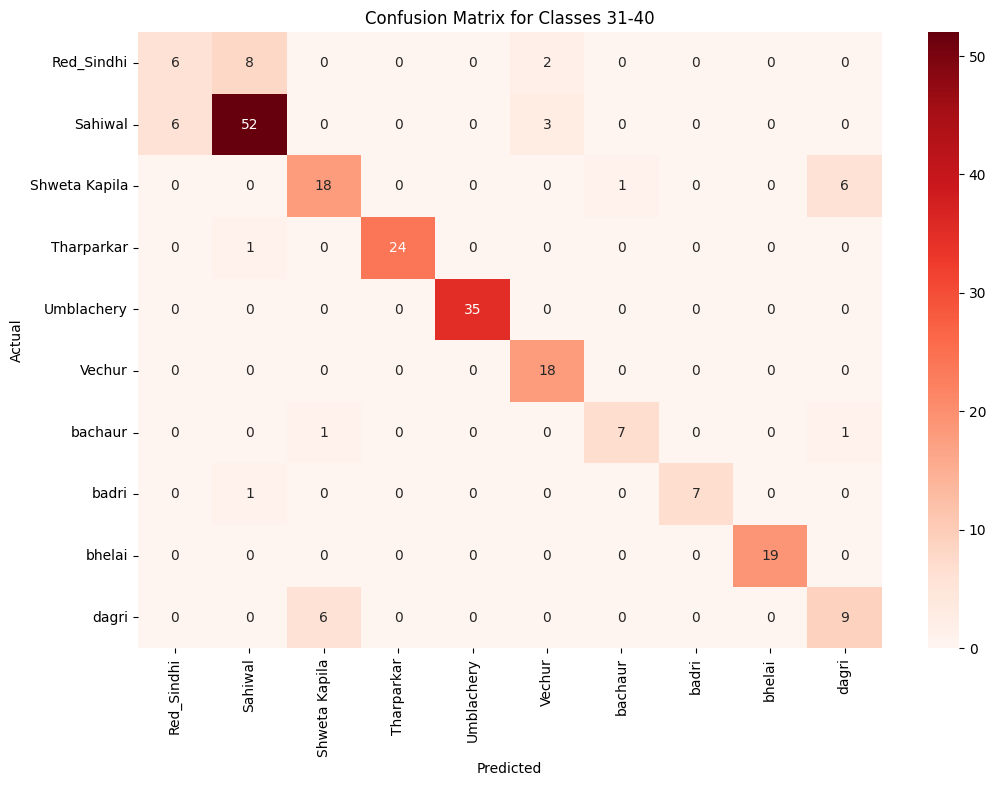 Confusion Matrix for Classes 31-40
Red_Sindhi 6 8 0 0 0 2 0 0 0 0
Sahiwal 6 52 0 0 0 3 0 0 0 0
Shweta Kapila 0 0 18 0 0 0 1 0 0 6
Tharparkar 0 1 0 24 0 0 0 0 0 0
Umblachery 0 0 0 0 35 0 0 0 0 0
Vechur 0 0 0 0 0 18 0 0 0 0
bachaur 0 0 1 0 0 0 7 0 0 1
badri 0 1 0 0 0 0 0 7 0 0
bhelai 0 0 0 0 0 0 0 0 19 0
dagri 0 0 6 0 0 0 0 0 0 9
Actual
Red_Sindhi Sahiwal Shweta Kapila Tharparkar Umblachery Vechur bachaur badri bhelai dagri
Predicted
50
40
30
20
10
0